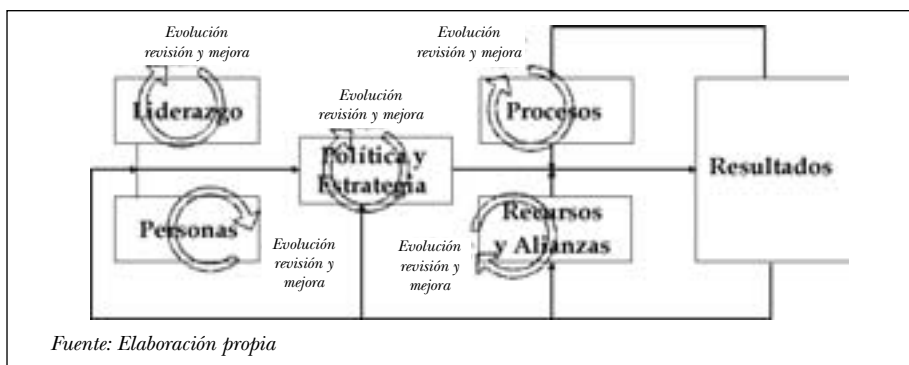 Evolución
revisión y mejora
Liderazgo
Evolución
revisión y mejora
Política y
Estrategia
Evolución
revisión y mejora
Procesos
Resultados
Personas
Evolución
revisión y
mejora
Evolución
revisión y
mejora
Recursos
y Alianzas
Fuente: Elaboración propia